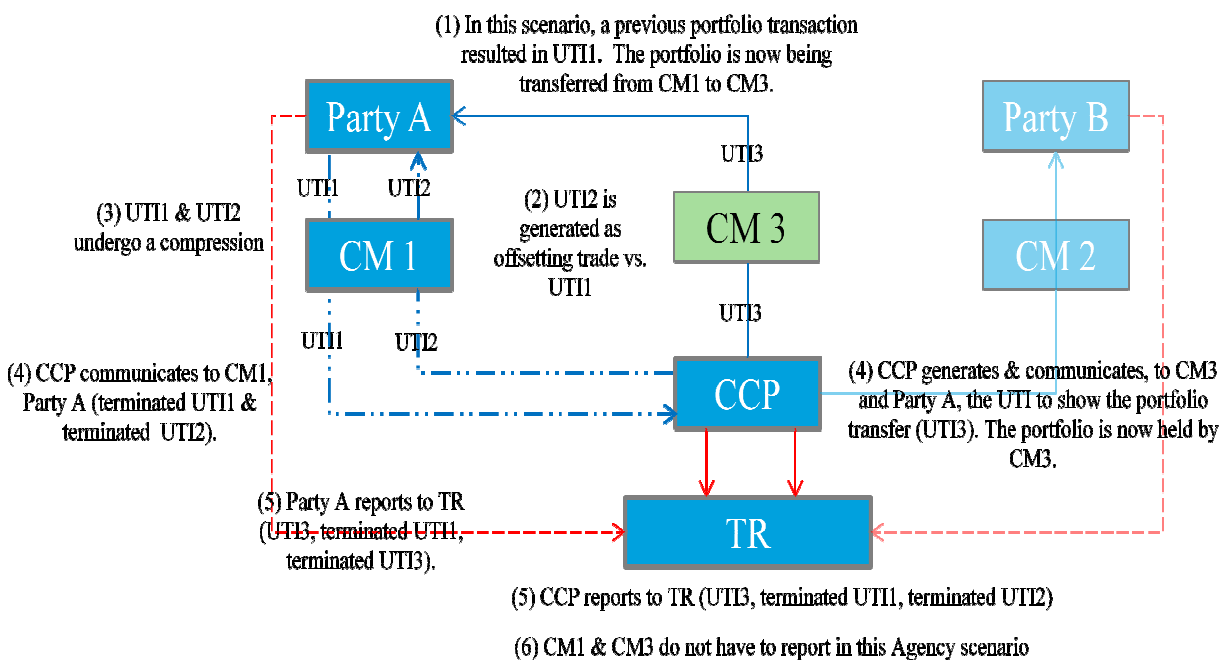 (1) In this scenario, a previous portfolio transaction
resulted in UTI1. The portfolio is now being
transferred from CM1 to CM3.
Party A
Party B
UTI3
UTI1
UTI2
(3) UTI1 & UTI2
undergo a compression
(2) UTI2 is
generated as
offsetting trade vs.
UTI1
CM 1
CM 3
CM 2
UTI1
UTI2
UTI3
(4) CCP communicates to CM1,
Party A (terminated UTI1 &
terminated UTI2).
CCP
(4) CCP generates & communicates, to CM3
and Party A, the UTI to show the portfolio
transfer (UTI3). The portfolio is now held by
CM3.
(5) Party A reports to TR
(UTI3, terminated UTI1,
terminated UTI3).
TR
(5) CCP reports to TR (UTI3, terminated UTI1, terminated UTI2)
(6) CM1 & CM3 do not have to report in this Agency scenario